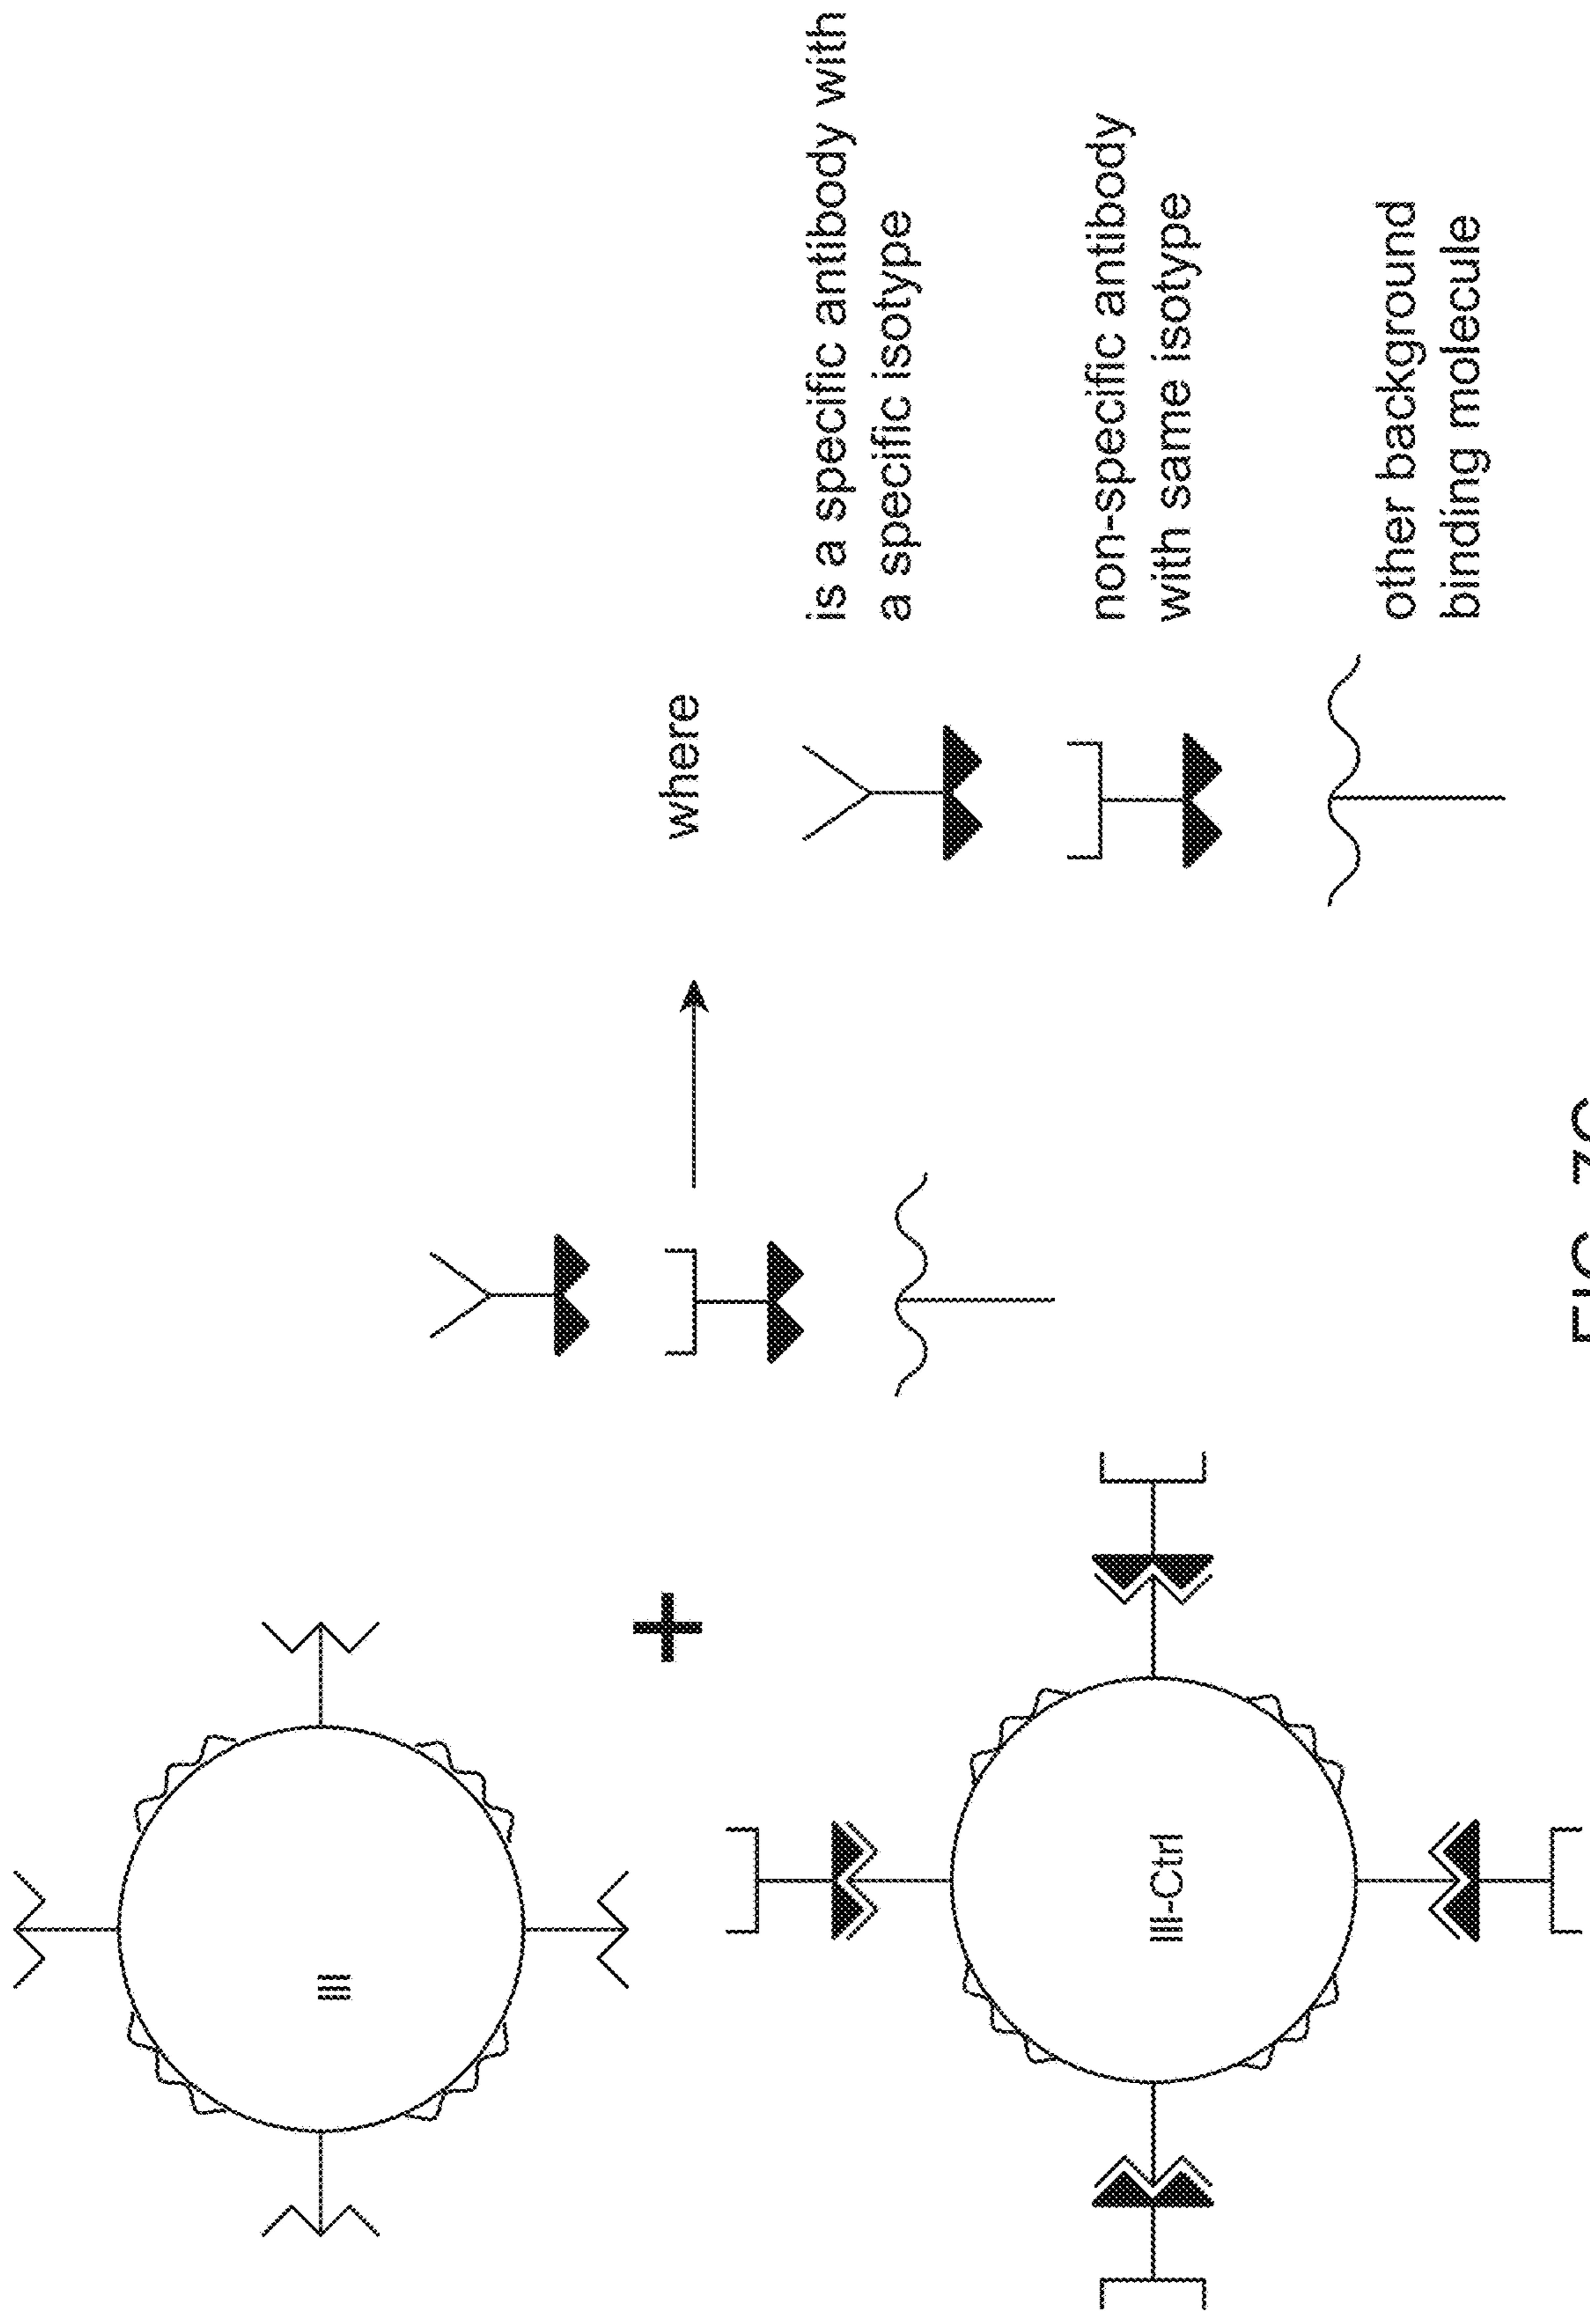 III
+
III-Ctrl
where
is a specific antibody with
a specific isotype
non-specific antibody
with same isotype
other background
binding molecule